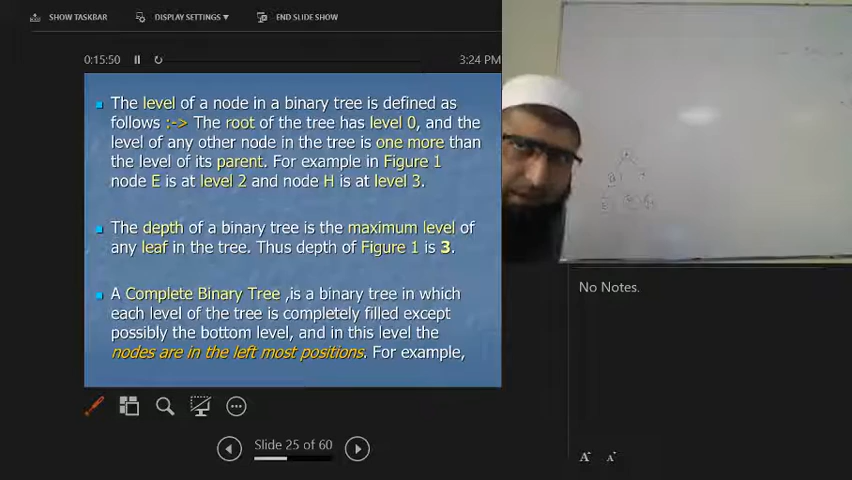 SHOW TASKBAR
DISPLAY SETTINGS ▼
END SLIDE SHOW
0:15:50
3:24 PM
The level of a node in a binary tree is defined as
follows :-> The root of the tree has level 0, and the
level of any other node in the tree is one more than
the level of its parent. For example in Figure 1
node E is at level 2 and node H is at level 3.
The depth of a binary tree is the maximum level of
any leaf in the tree. Thus depth of Figure 1 is 3.
A Complete Binary Tree ,is a binary tree in which
each level of the tree is completely filled except
possibly the bottom level, and in this level the
nodes are in the left most positions. For example,
No Notes.
Slide 25 of 60
A A